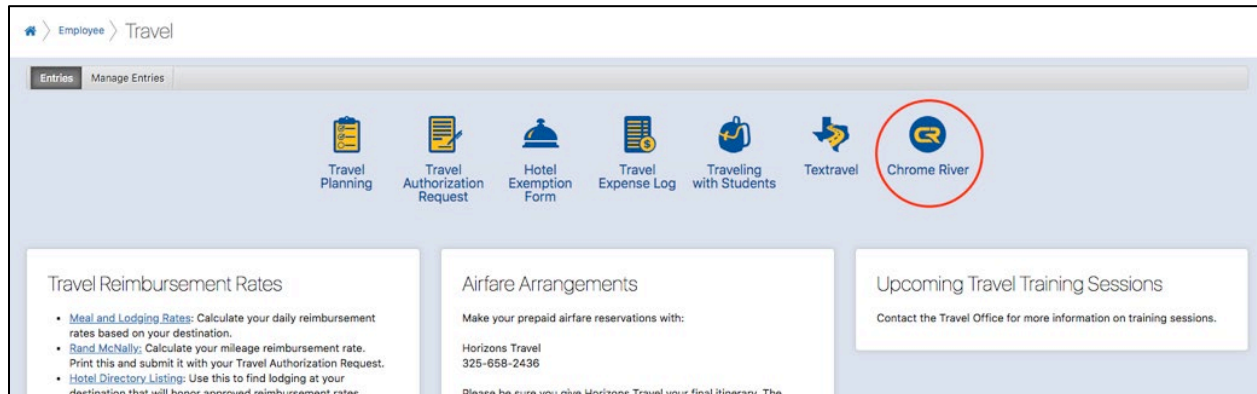 Employee Travel
Entries Manage Entries
Travel
Planning
Travel
Authorization
Request
Hotel
Exemption
Form
Travel
Expense Log
Traveling
with Students
Textravel
CR
Chrome River
Travel Reimbursement Rates
• Meal and Lodging Rates: Calculate your daily reimbursement
rates based on your destination.
• Rand McNally: Calculate your mileage reimbursement rate.
Print this and submit it with your Travel Authorization Request.
• Hotel Directory Listing: Use this to find lodging at your
destination that will honor approved reimbursement rates
Airfare Arrangements
Make your prepaid airfare reservations with:
Horizons Travel
325-658-2436
Please be sure you give Horizons Travel your final itinerary. The
Upcoming Travel Training Sessions
Contact the Travel Office for more information on training sessions.